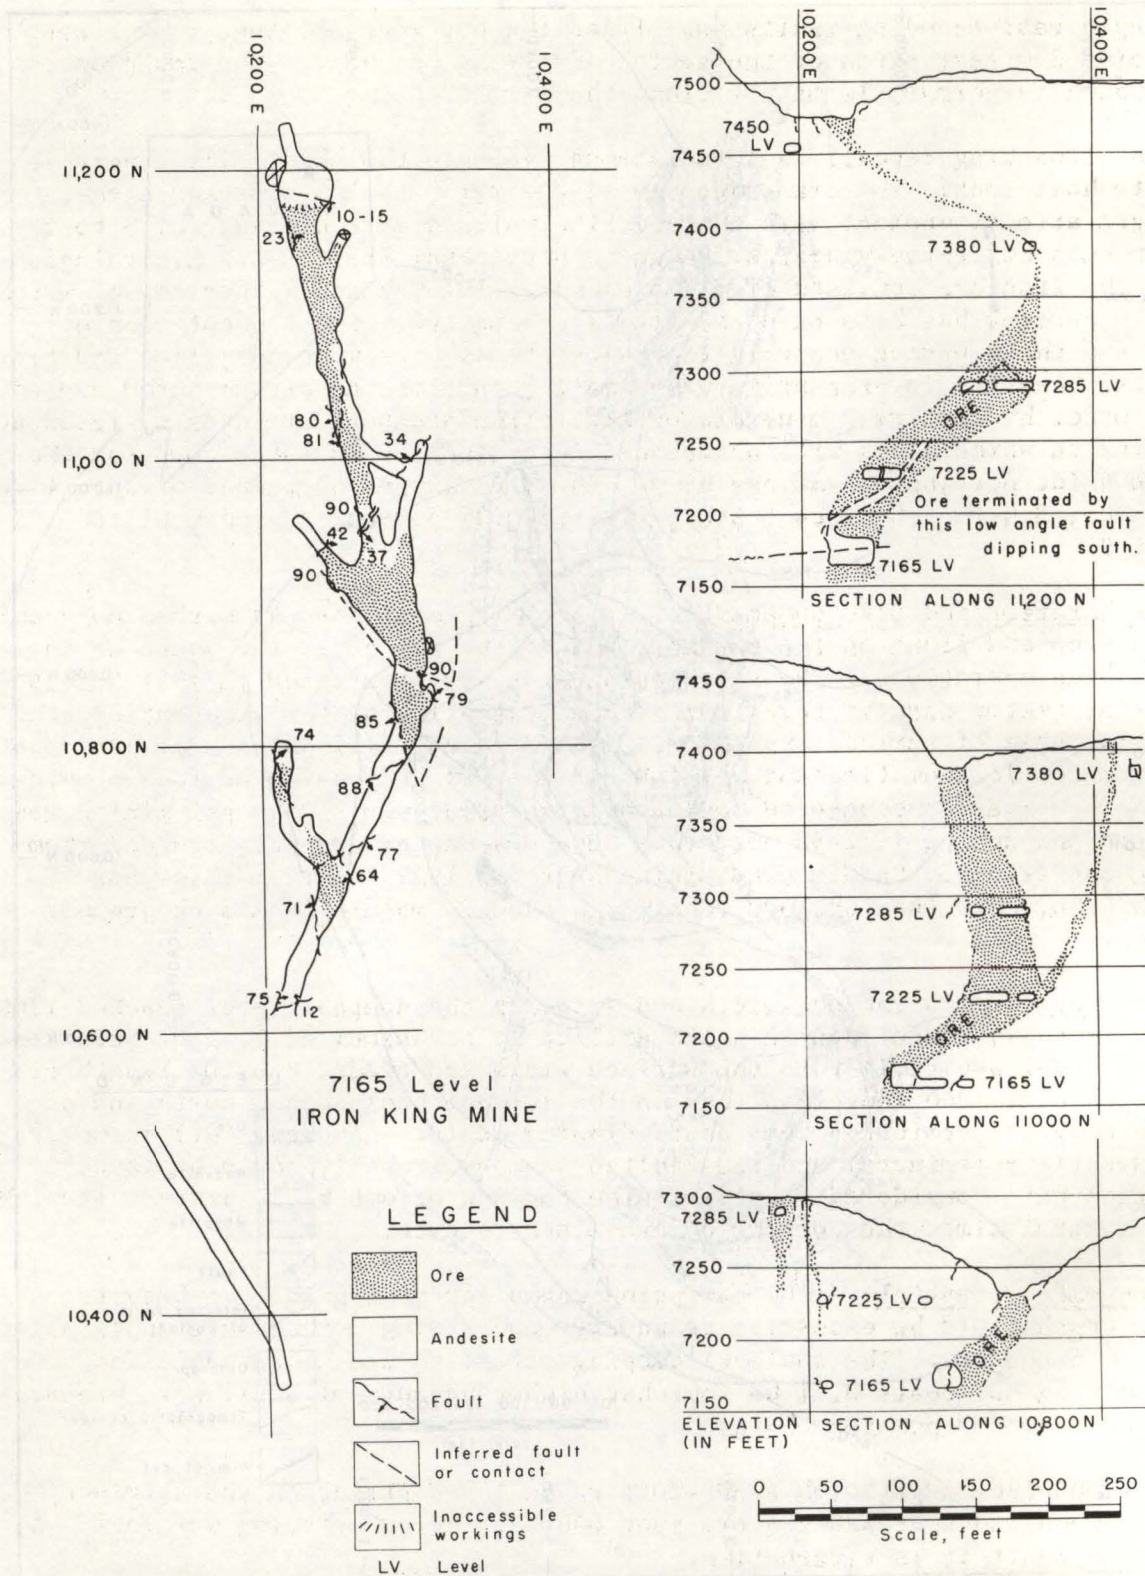 10,200 E
10,400 E
11,200 N
10-15
23
80
81
34
11,000 N
90
42
37
90
90
79
85
10,800 N
74
88
77
64
71
75
12
10,600 N
7165 Level
IRON KING MINE
10,400 N
LEGEND
Ore
Andesite
Fault
Inferred fault
or contact
Inaccessible
workings
LV. Level
10,200 E
10,400 E
7500
7450
LV
7450
7400
7380 LV
7350
7300
7285 LV
ORE
7250
7225 LV
Ore terminated by
this low angle fault
dipping south.
7200
7165 LV
7150
SECTION ALONG 11,200 N
7450
7400
7380 LV
7350
7300
7285 LV
7250
7225 LV
ORE
7200
7165 LV
7150
SECTION ALONG 11000 N
7300
7285 LV
7250
7225 LV
7200
ORE
7165 LV
7150
ELEVATION
(IN FEET)
SECTION ALONG 10,800N
0 50 100 150 200 250
Scale, feet